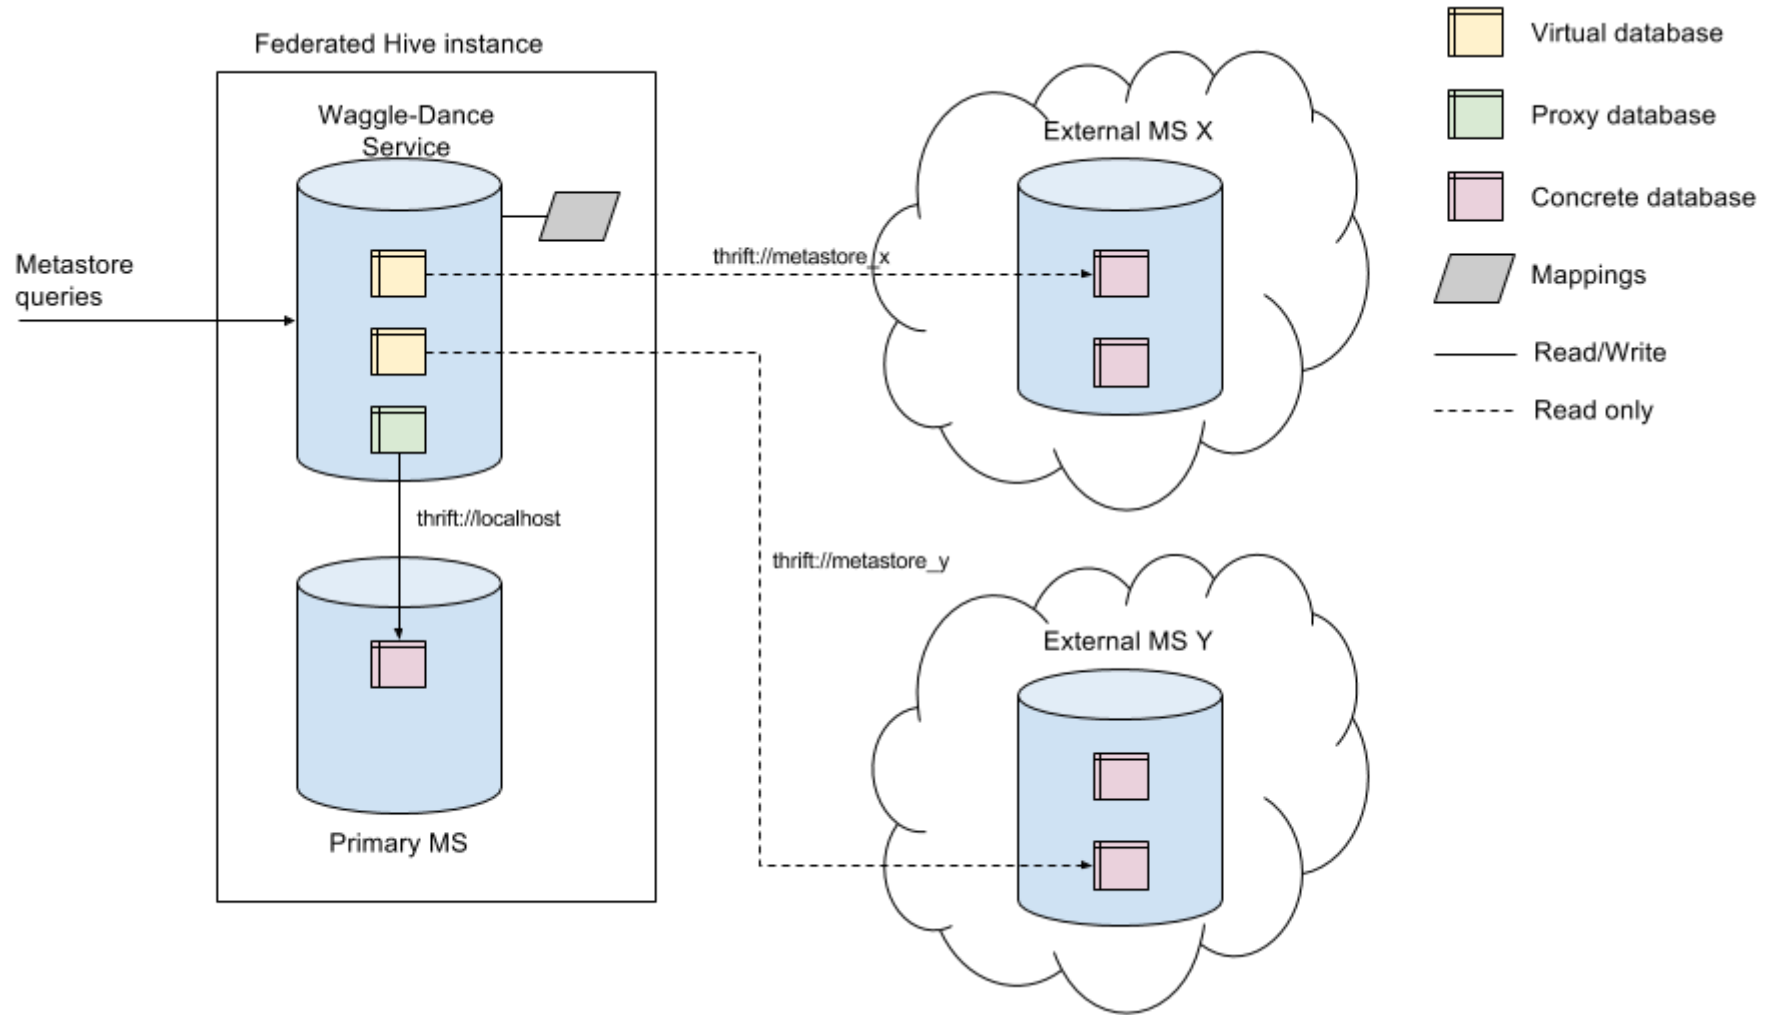 Federated Hive instance
Waggle-Dance
Service
Metastore
queries
thrift://localhost
Primary MS
thrift://metastore_x
External MS X
thrift://metastore_y
External MS Y
Virtual database
Proxy database
Concrete database
Mappings
Read/Write
Read only